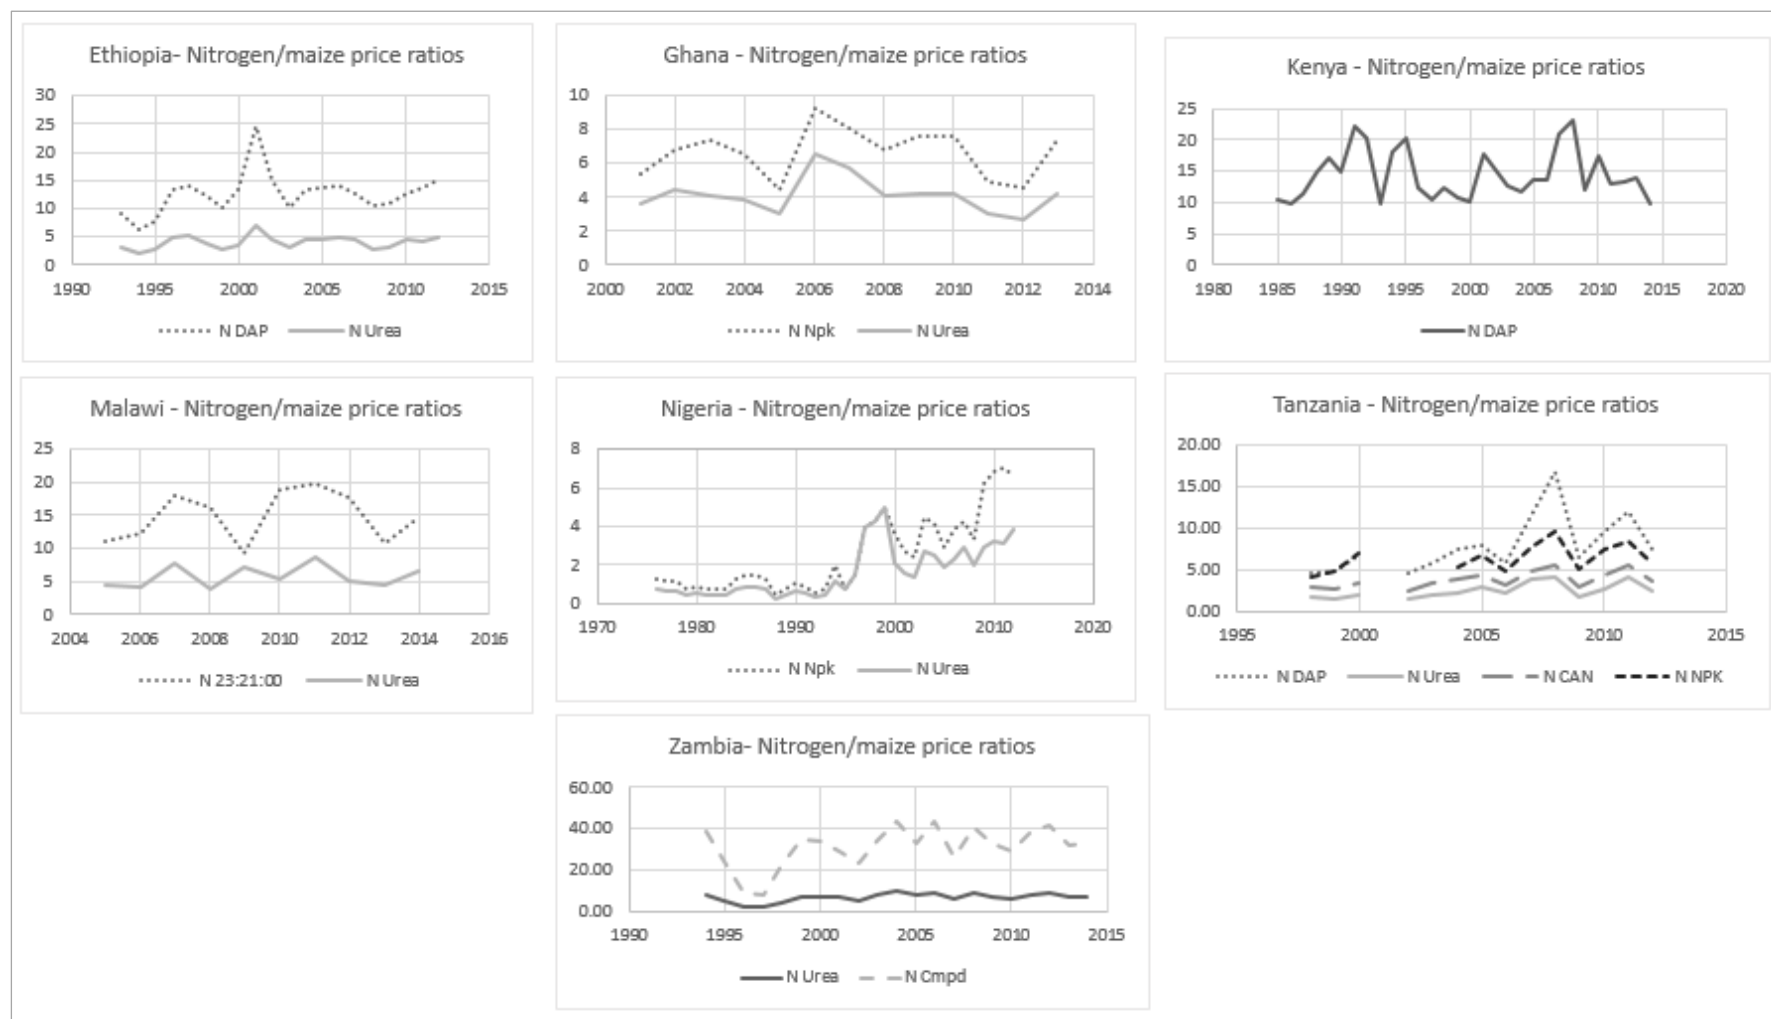 Ethiopia- Nitrogen/maize price ratios
30
25
20
15
10
5
0
1990 1995 2000 2005 2010 2015
N DAP N Urea
Ghana - Nitrogen/maize price ratios
10
8
6
4
2
0
2000 2002 2004 2006 2008 2010 2012 2014
N Npk N Urea
Kenya - Nitrogen/maize price ratios
25
20
15
10
5
0
1980 1985 1990 1995 2000 2005 2010 2015 2020
N DAP
Malawi - Nitrogen/maize price ratios
25
20
15
10
5
0
2004 2006 2008 2010 2012 2014 2016
N 23:21:00 N Urea
Nigeria - Nitrogen/maize price ratios
8
6
4
2
0
1970 1980 1990 2000 2010 2020
N Npk N Urea
Tanzania - Nitrogen/maize price ratios
20.00
15.00
10.00
5.00
0.00
1995 2000 2005 2010 2015
N DAP N Urea N CAN N NPK
Zambia- Nitrogen/maize price ratios
60.00
40.00
20.00
0.00
1990 1995 2000 2005 2010 2015
N Urea N Cmpd